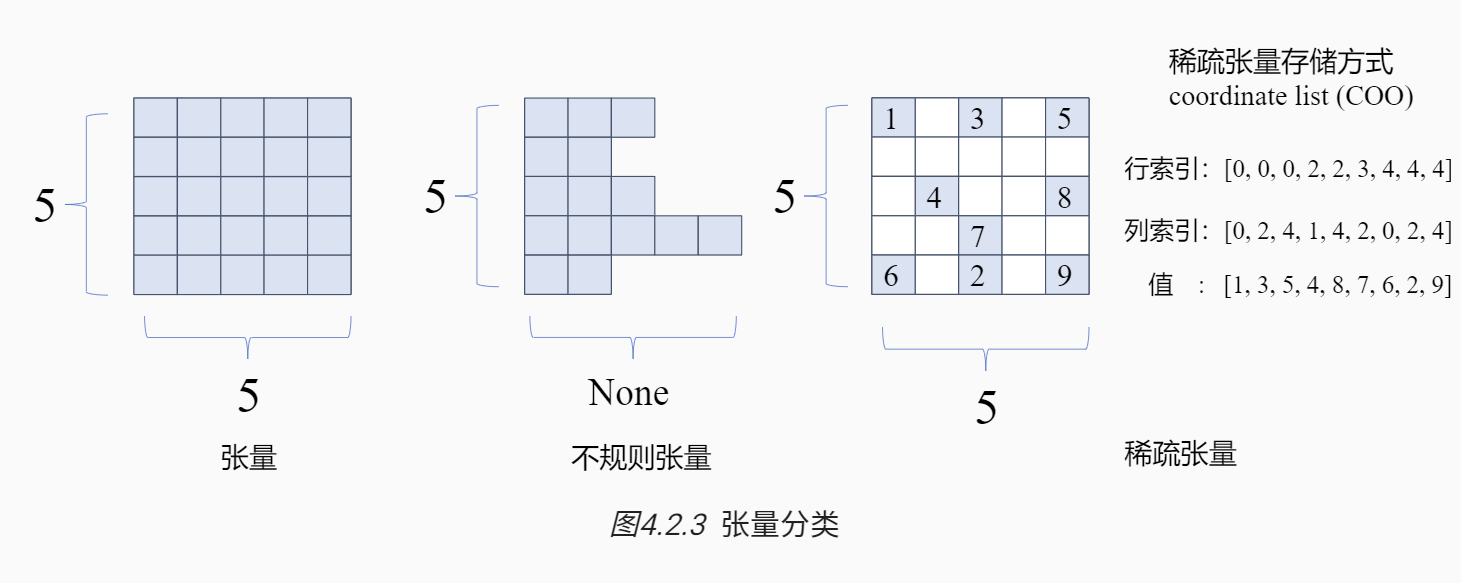 5
5
张量
5
None
不规则张量
5
1 3 5
4 8
7
6 2 9
5
稀疏张量存储方式
coordinate list (COO)
行索引：[0, 0, 0, 2, 2, 3, 4, 4, 4]
列索引：[0, 2, 4, 1, 4, 2, 0, 2, 4]
值 ：[1, 3, 5, 4, 8, 7, 6, 2, 9]
稀疏张量
图4.2.3 张量分类